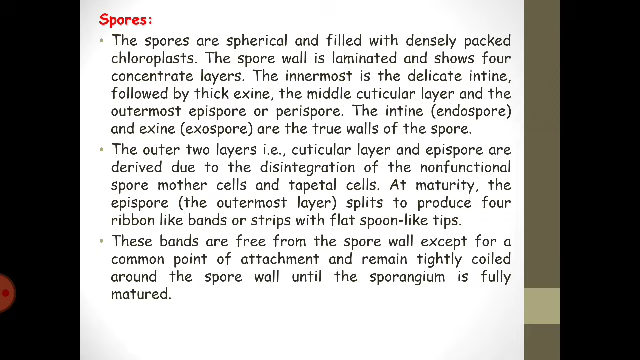 Spores:
• The spores are spherical and filled with densely packed
chloroplasts. The spore wall is laminated and shows four
concentrate layers. The innermost is the delicate intine,
followed by thick exine, the middle cuticular layer and the
outermost epispore or perispore. The intine (endospore)
and exine (exospore) are the true walls of the spore.
• The outer two layers i.e., cuticular layer and epispore are
derived due to the disintegration of the nonfunctional
spore mother cells and tapetal cells. At maturity, the
epispore (the outermost layer) splits to produce four
ribbon like bands or strips with flat spoon-like tips.
• These bands are free from the spore wall except for a
common point of attachment and remain tightly coiled
around the spore wall until the sporangium is fully
matured.